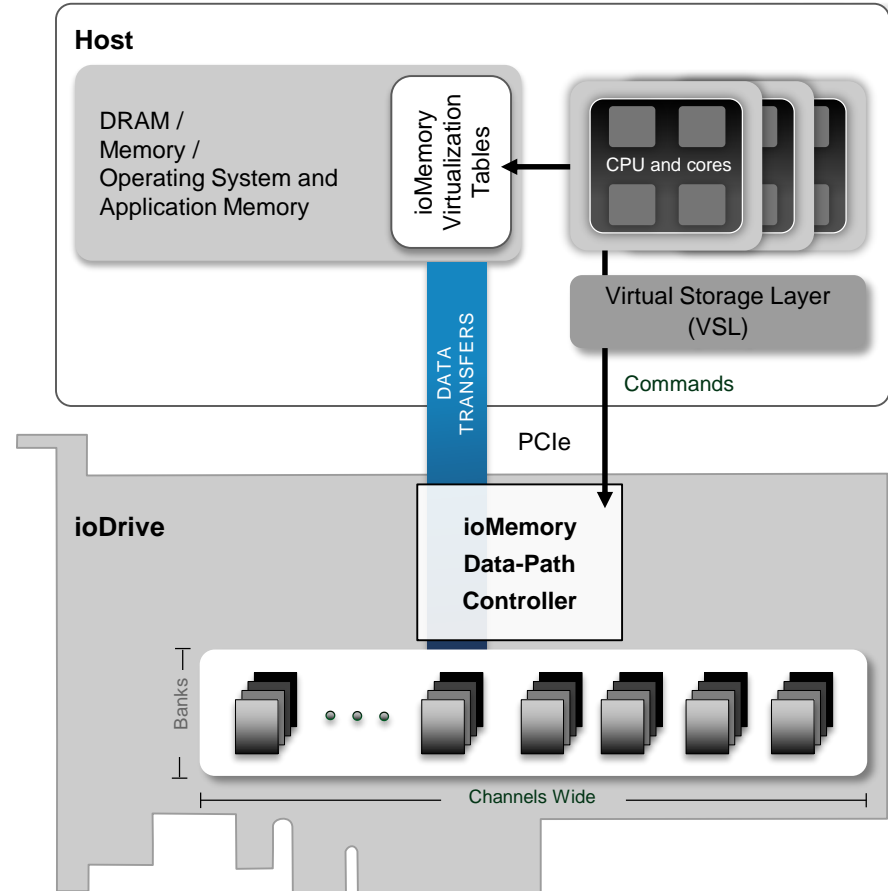 Host
DRAM /
Memory /
Operating System and
Application Memory
ioMemory
Virtualization
Tables
CPU and cores
Virtual Storage Layer
(VSL)
DATA
TRANSFERS
Commands
PCIe
ioDrive
ioMemory
Data-Path
Controller
Banks
Channels Wide